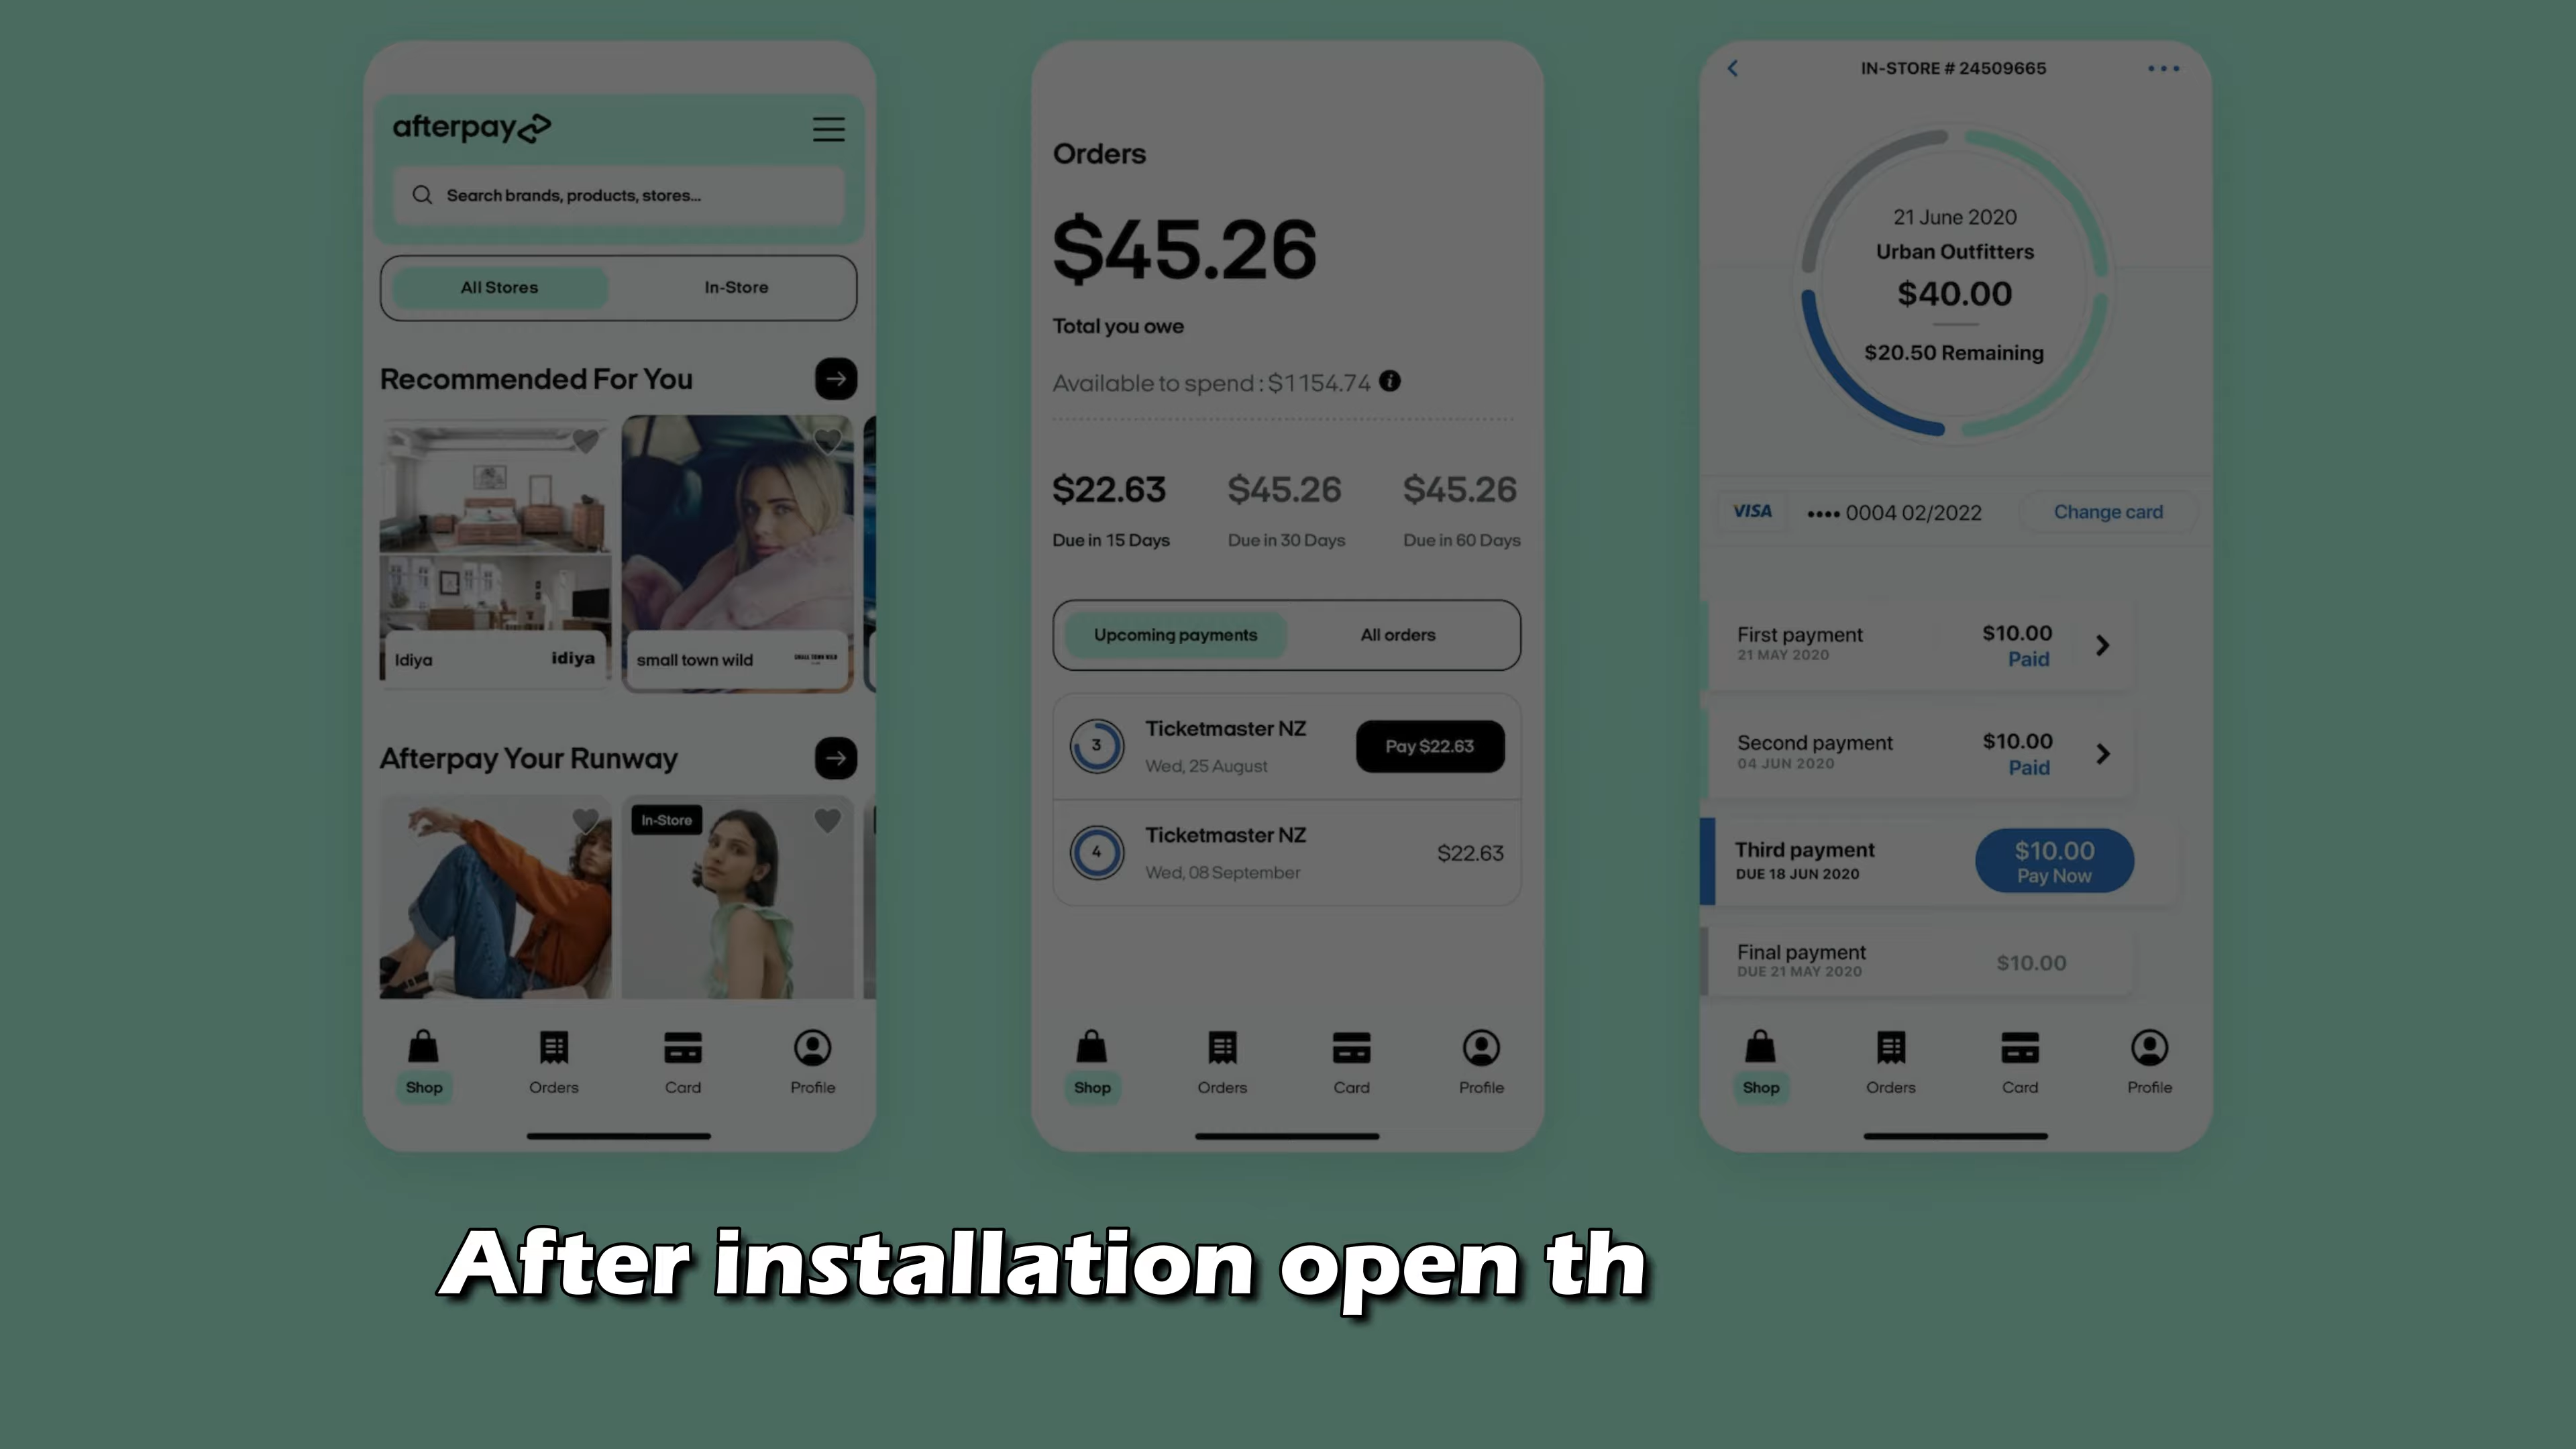 afterpay
Search brands, products, stores...
All Stores
In-Store
Recommended For You
Idiya
idiya
small town wild
SMALL TOWN WILD
Afterpay Your Runway
In-Store
Shop
Orders
Card
Profile
Orders
$45.26
Total you owe
Available to spend : $1154.74
$22.63
$45.26
$45.26
Due in 15 Days
Due in 30 Days
Due in 60 Days
Upcoming payments
All orders
3
Ticketmaster NZ
Wed, 25 August
Pay $22.63
4
Ticketmaster NZ
Wed, 08 September
$22.63
Shop
Orders
Card
Profile
IN-STORE # 24509665
21 June 2020
Urban Outfitters
$40.00
$20.50 Remaining
VISA
•••• 0004 02/2022
Change card
First payment
21 MAY 2020
$10.00
Paid
Second payment
04 JUN 2020
$10.00
Paid
Third payment
DUE 18 JUN 2020
$10.00
Pay Now
Final payment
DUE 21 MAY 2020
$10.00
Shop
Orders
Card
Profile
After installation open th